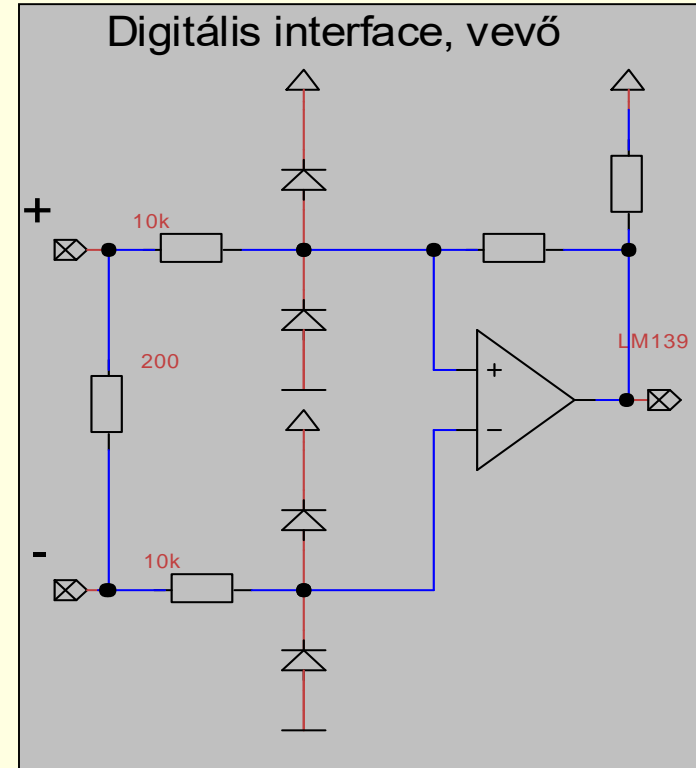 Digitális interface, vevő
+
10k
200
LM139
+
-
-
10k